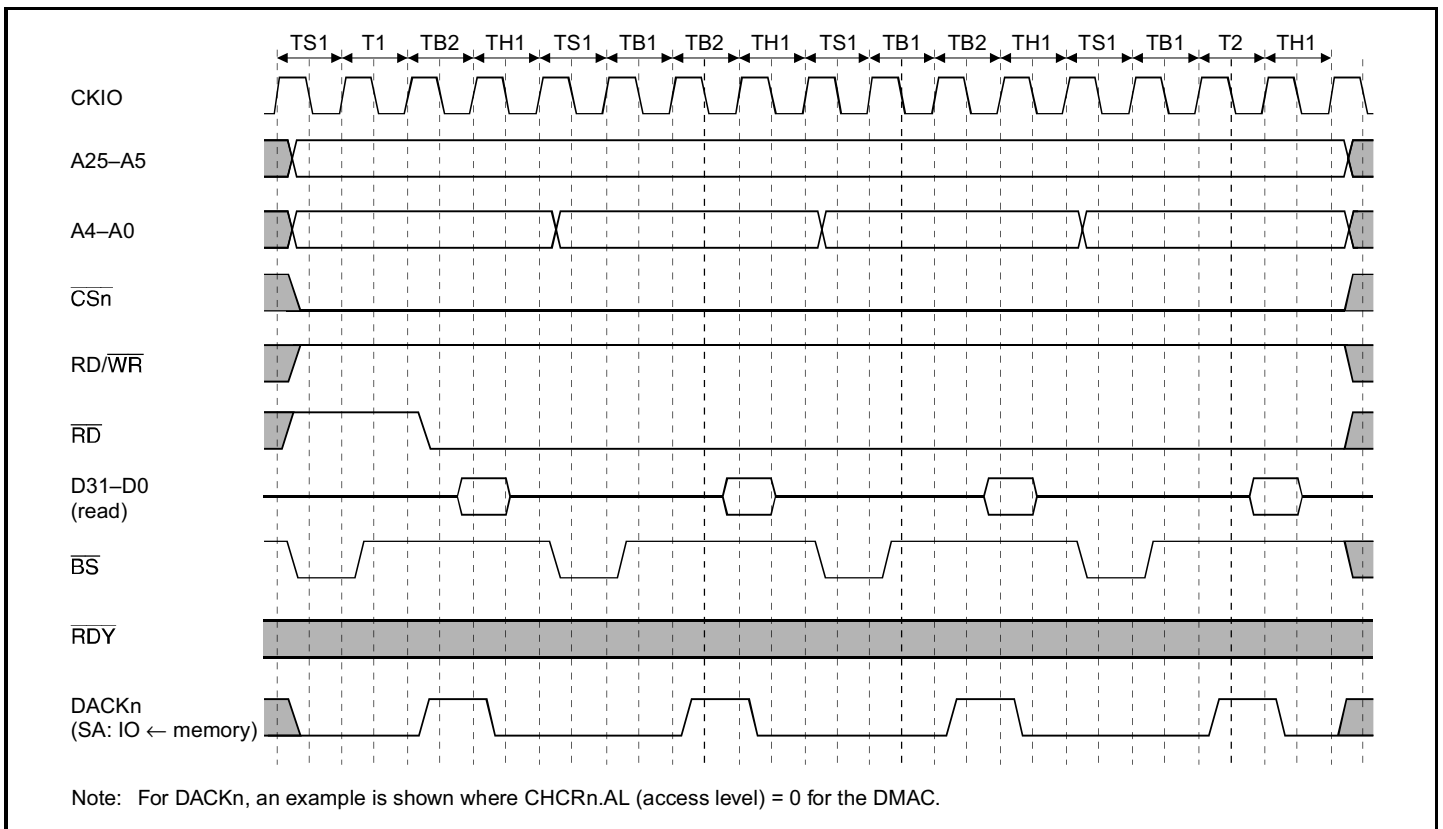 TS1 T1 TB2 TH1 TS1 TB1 TB2 TH1 TS1 TB1 TB2 TH1 TS1 TB1 T2 TH1
CKIO
A25–A5
A4–A0
CSn
RD/WR
RD
D31–D0
(read)
BS
RDY
DACKn
(SA: IO ← memory)
Note: For DACKn, an example is shown where CHCRn.AL (access level) = 0 for the DMAC.